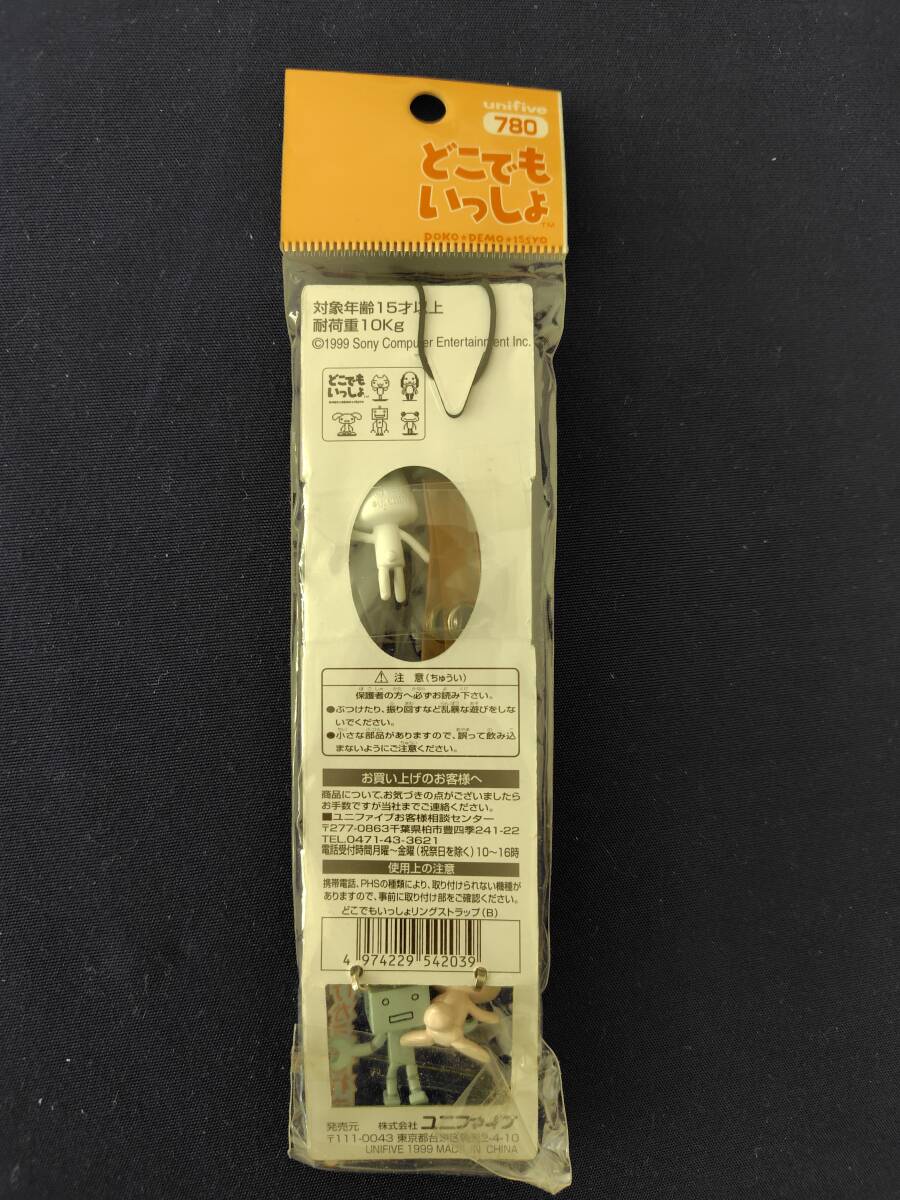 unifive
780
どこでも
いっしょ™
DOKO★DEMO★ISSYO
対象年齢15才以上
耐荷重10Kg
©1999 Sony Computer Entertainment Inc.
どこでも
いっしょ™
⚠ 注 意(ちゅうい)
保護者の方へ必ずお読み下さい。
●ぶつけたり、振り回すなど乱暴な遊びをしな
いでください。
●小さな部品がありますので、誤って飲み込
まないようにご注意ください。
お買い上げのお客様へ
商品について、お気づきの点がございましたら
お手数ですが当社までご連絡ください。
■ユニファイブお客様相談センター
〒277-0863千葉県柏市豊四季241-22
TEL.0471-43-3621
電話受付時間月曜〜金曜(祝祭日を除く)10〜16時
使用上の注意
携帯電話、PHSの種類により、取り付けられない機種が
ありますので、事前に取り付け部をご確認ください。
どこでもいっしょリングストラップ(B)
4 974229 542039
発売元 株式会社 ユニファイブ
〒111-0043 東京都台東区駒形2-4-10
UNIFIVE 1999 MADE IN CHINA